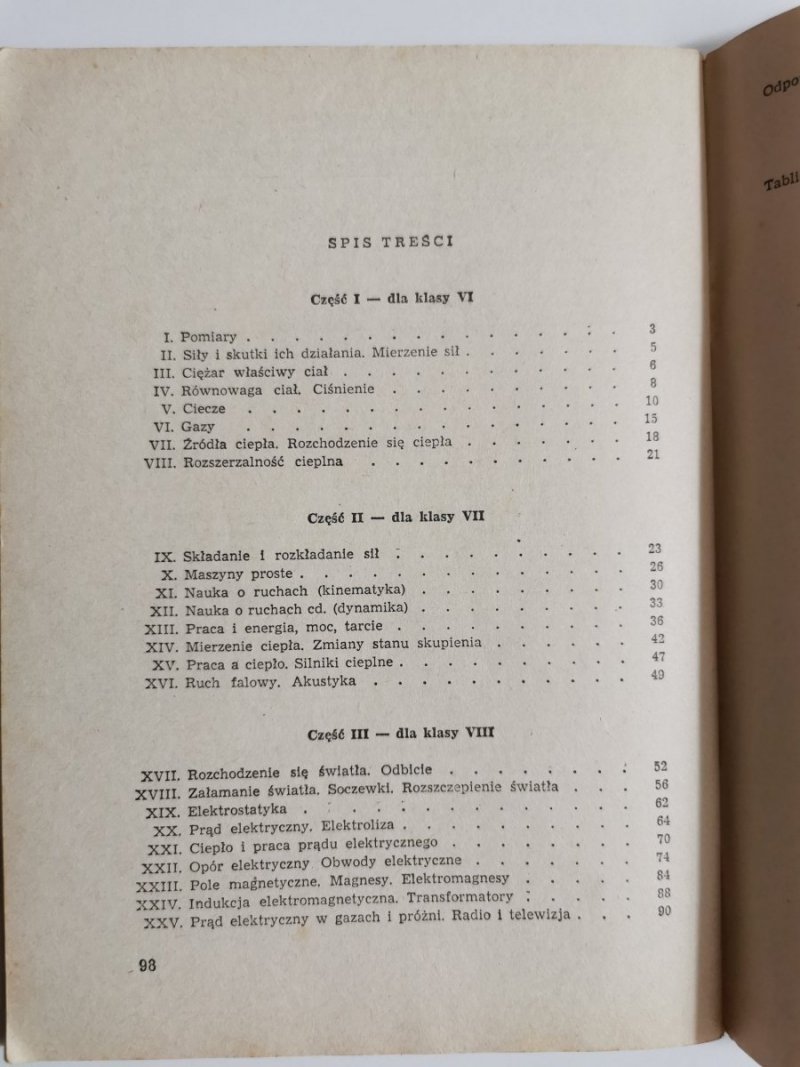 SPIS TREŚCI
Część I — dla klasy VI
I. Pomiary . . . . . . . . . . . . . . . 3
II. Siły i skutki ich działania. Mierzenie sił . . . . . . . 5
III. Ciężar właściwy ciał . . . . . . . . . . . . 6
IV. Równowaga ciał. Ciśnienie . . . . . . . . . . 8
V. Ciecze . . . . . . . . . . . . . . . . 10
VI. Gazy . . . . . . . . . . . . . . . . 15
VII. Źródła ciepła. Rozchodzenie się ciepła . . . . . . . 18
VIII. Rozszerzalność cieplna . . . . . . . . . . . 21
Część II — dla klasy VII
IX. Składanie i rozkładanie sił . . . . . . . . . . 23
X. Maszyny proste . . . . . . . . . . . . . . 26
XI. Nauka o ruchach (kinematyka) . . . . . . . . . 30
XII. Nauka o ruchach cd. (dynamika) . . . . . . . . . 33
XIII. Praca i energia, moc, tarcie . . . . . . . . . . 36
XIV. Mierzenie ciepła. Zmiany stanu skupienia . . . . . . 42
XV. Praca a ciepło. Silniki cieplne . . . . . . . . . . 47
XVI. Ruch falowy. Akustyka . . . . . . . . . . . 49
Część III — dla klasy VIII
XVII. Rozchodzenie się światła. Odbicie . . . . . . . . 52
XVIII. Załamanie światła. Soczewki. Rozszczepienie światła . . . 56
XIX. Elektrostatyka . . . . . . . . . . . . . . 62
XX. Prąd elektryczny. Elektroliza . . . . . . . . . . 64
XXI. Ciepło i praca prądu elektrycznego . . . . . . . . 70
XXII. Opór elektryczny Obwody elektryczne . . . . . . . 74
XXIII. Pole magnetyczne. Magnesy. Elektromagnesy . . . . . 84
XXIV. Indukcja elektromagnetyczna. Transformatory . . . . . 88
XXV. Prąd elektryczny w gazach i próżni. Radio i telewizja . . . 90
98
Odpo
Tabli